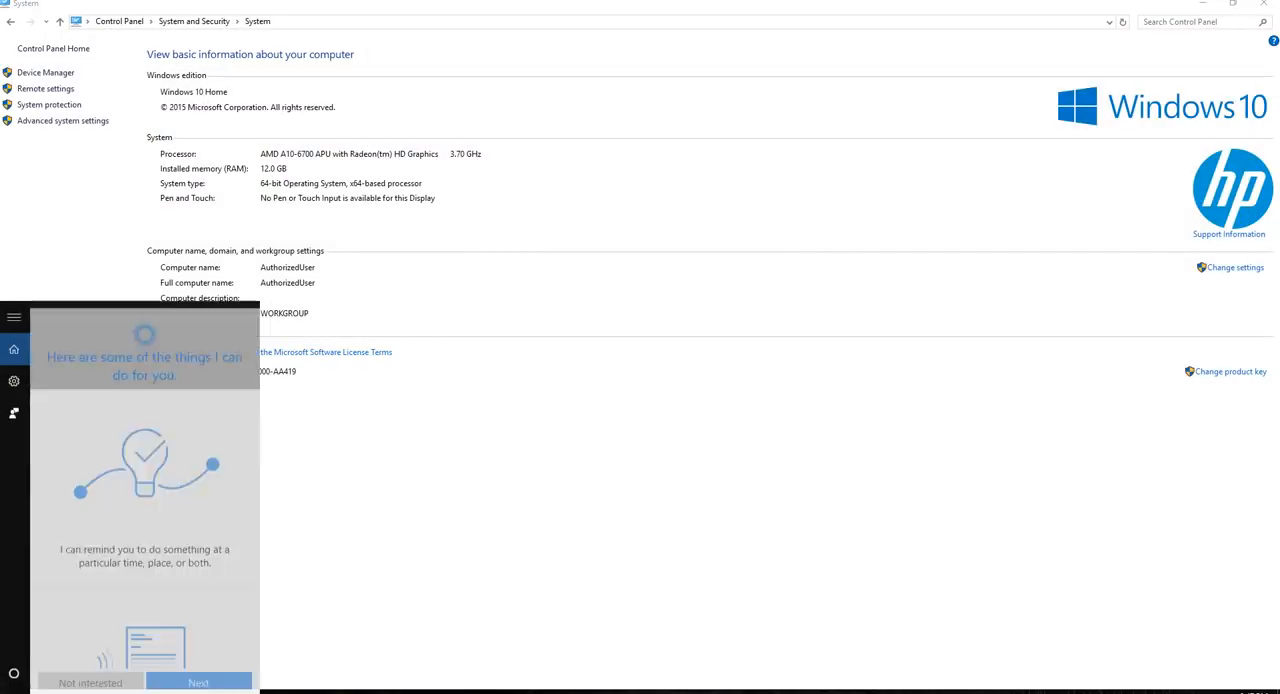 System
Control Panel
System and Security
System
Search Control Panel
Control Panel Home
Device Manager
Remote settings
System protection
Advanced system settings
View basic information about your computer
Windows edition
Windows 10 Home
© 2015 Microsoft Corporation. All rights reserved.
Windows 10
System
Processor: AMD A10-6700 APU with Radeon(tm) HD Graphics 3.70 GHz
Installed memory (RAM): 12.0 GB
System type: 64-bit Operating System, x64-based processor
Pen and Touch: No Pen or Touch Input is available for this Display
hp
Support Information
Computer name, domain, and workgroup settings
Computer name: AuthorizedUser
Change settings
Full computer name: AuthorizedUser
Computer description:
WORKGROUP
the Microsoft Software License Terms
000-AA419
Change product key
Here are some of the things I can
do for you.
I can remind you to do something at a
particular time, place, or both.
Not interested
Next